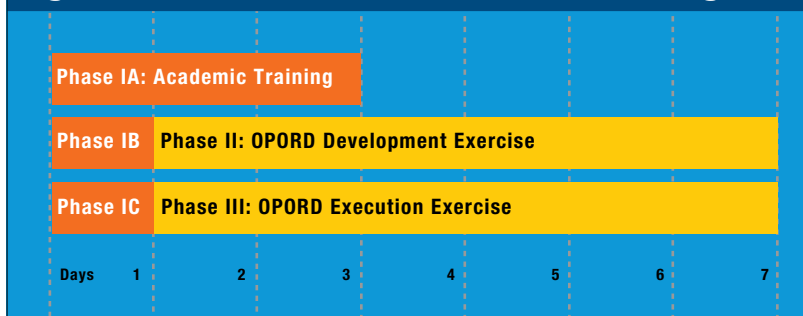 Phase IA: Academic Training
Phase IB Phase II: OPORD Development Exercise
Phase IC Phase III: OPORD Execution Exercise
Days 1 2 3 4 5 6 7